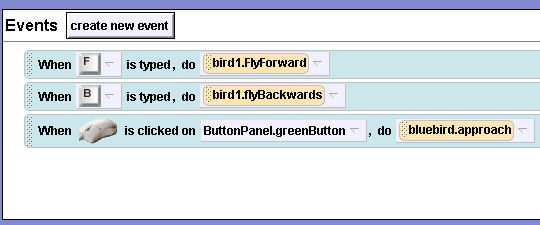 Events create new event
When F is typed, do bird1.FlyForward
When B is typed, do bird1.flyBackwards
When is clicked on ButtonPanel.greenButton , do bluebird.approach